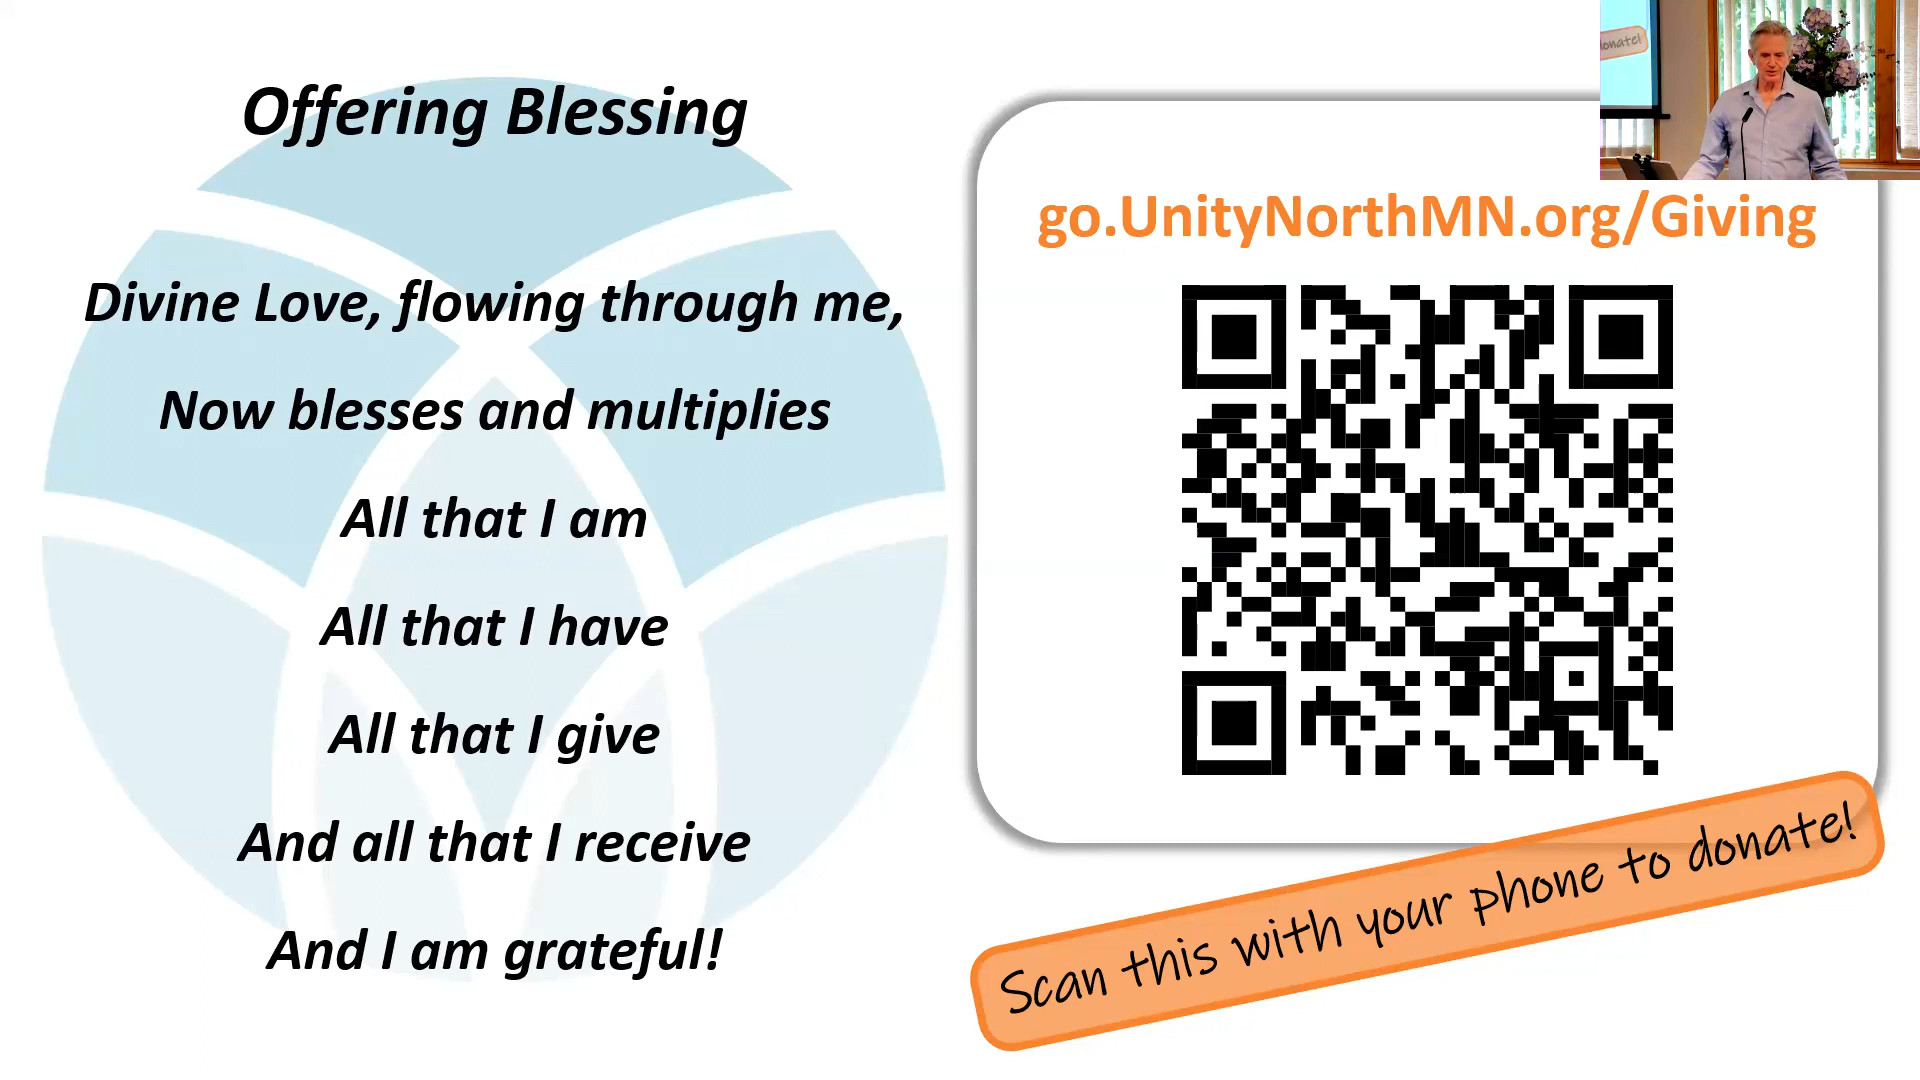 Offering Blessing
Divine Love, flowing through me,
Now blesses and multiplies
All that I am
All that I have
All that I give
And all that I receive
And I am grateful!
donate!
go.UnityNorthMN.org/Giving
Scan this with your phone to donate!